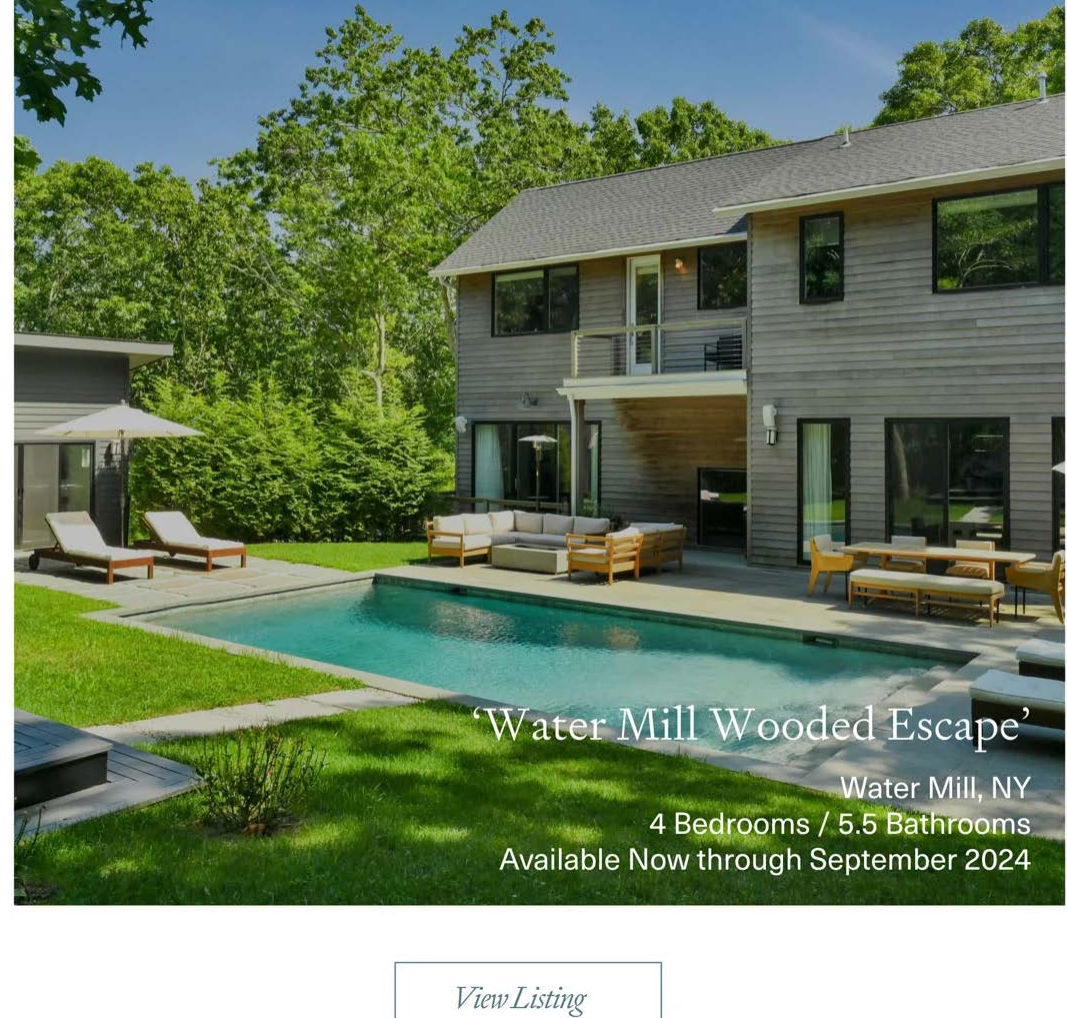 ‘Water Mill Wooded Escape’
Water Mill, NY
4 Bedrooms / 5.5 Bathrooms
Available Now through September 2024
View Listing